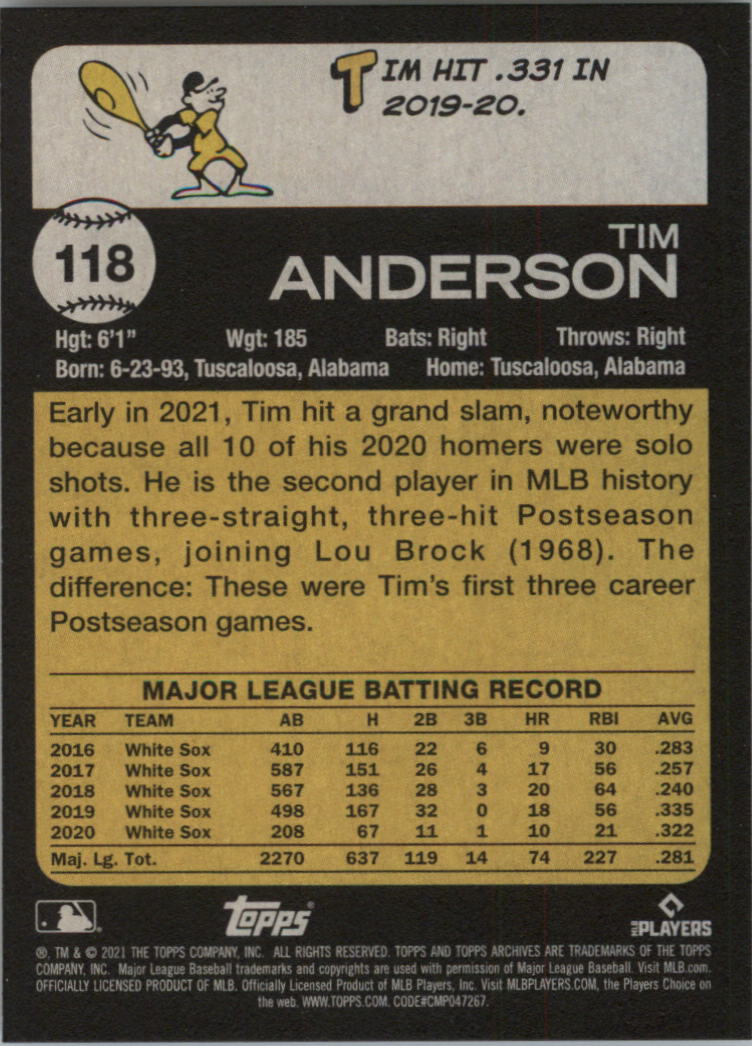 TIM HIT .331 IN
2019-20.
118
TIM
ANDERSON
Hgt: 6'1" Wgt: 185 Bats: Right Throws: Right
Born: 6-23-93, Tuscaloosa, Alabama Home: Tuscaloosa, Alabama
Early in 2021, Tim hit a grand slam, noteworthy
because all 10 of his 2020 homers were solo
shots. He is the second player in MLB history
with three-straight, three-hit Postseason
games, joining Lou Brock (1968). The
difference: These were Tim's first three career
Postseason games.
MAJOR LEAGUE BATTING RECORD
YEAR TEAM AB H 2B 3B HR RBI AVG
2016 White Sox 410 116 22 6 9 30 .283
2017 White Sox 587 151 26 4 17 56 .257
2018 White Sox 567 136 28 3 20 64 .240
2019 White Sox 498 167 32 0 18 56 .335
2020 White Sox 208 67 11 1 10 21 .322
Maj. Lg. Tot. 2270 637 119 14 74 227 .281
topps® MLB PLAYERS
®, TM & © 2021 THE TOPPS COMPANY, INC. ALL RIGHTS RESERVED. TOPPS AND TOPPS ARCHIVES ARE TRADEMARKS OF THE TOPPS
COMPANY, INC. Major League Baseball trademarks and copyrights are used with permission of Major League Baseball. Visit MLB.com.
OFFICIALLY LICENSED PRODUCT OF MLB. Officially Licensed Product of MLB Players, Inc. Visit MLBPLAYERS.COM, the Players Choice on
the web. WWW.TOPPS.COM. CODE#CMP047267.